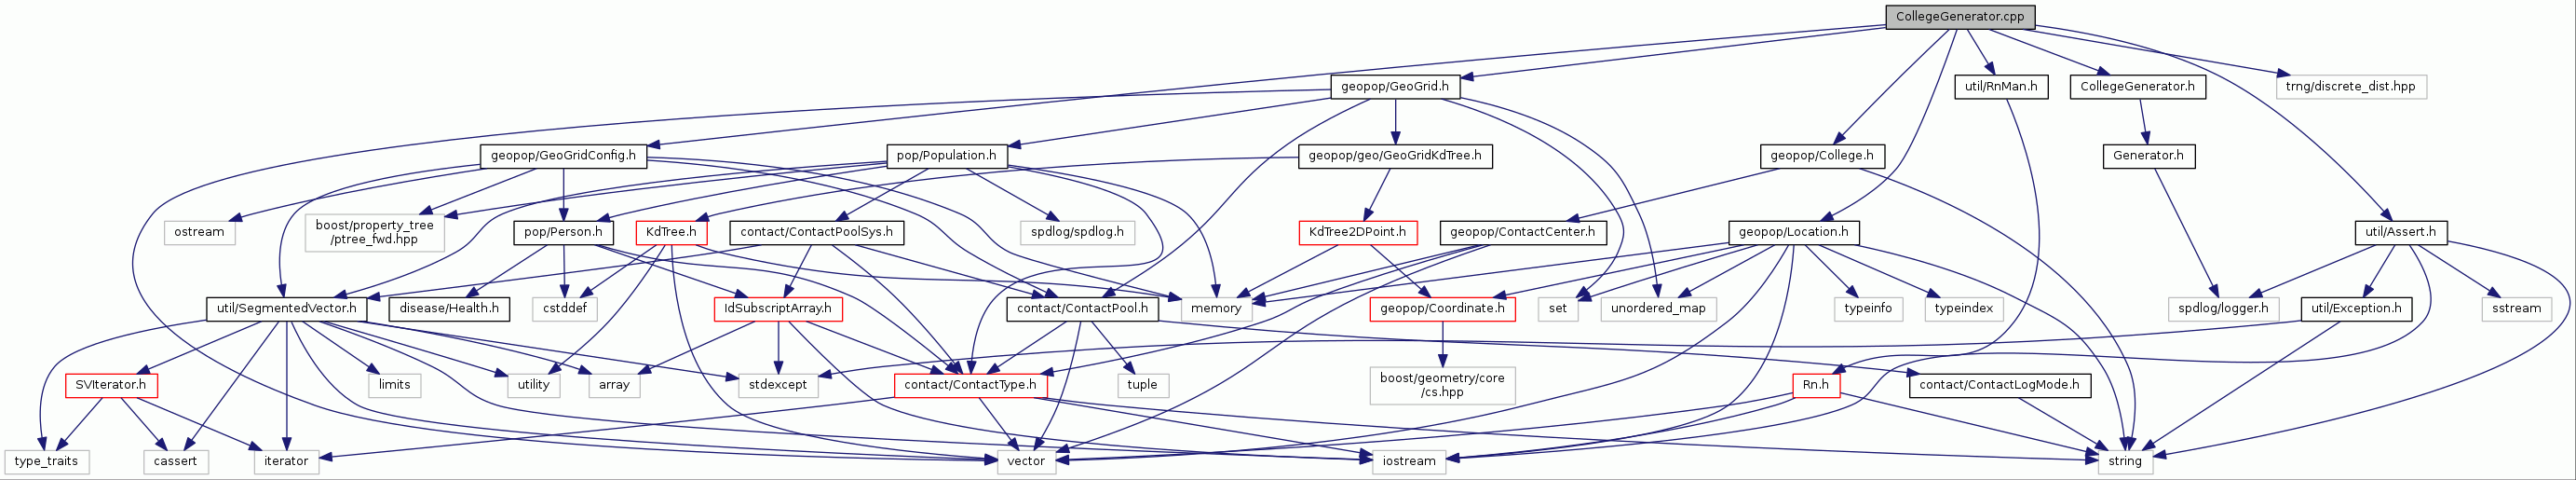 CollegeGenerator.cpp
geopop/GeoGrid.h
util/RnMan.h
CollegeGenerator.h
trng/discrete_dist.hpp
geopop/GeoGridConfig.h
pop/Population.h
geopop/geo/GeoGridKdTree.h
geopop/College.h
Generator.h
ostream
boost/property_tree
/ptree_fwd.hpp
pop/Person.h
KdTree.h
contact/ContactPoolSys.h
spdlog/spdlog.h
KdTree2DPoint.h
geopop/ContactCenter.h
geopop/Location.h
util/Assert.h
util/SegmentedVector.h
disease/Health.h
cstddef
IdSubscriptArray.h
contact/ContactPool.h
memory
geopop/Coordinate.h
set
unordered_map
typeinfo
typeindex
spdlog/logger.h
util/Exception.h
sstream
SVIterator.h
limits
utility
array
stdexcept
contact/ContactType.h
tuple
boost/geometry/core
/cs.hpp
Rn.h
contact/ContactLogMode.h
type_traits
cassert
iterator
vector
iostream
string